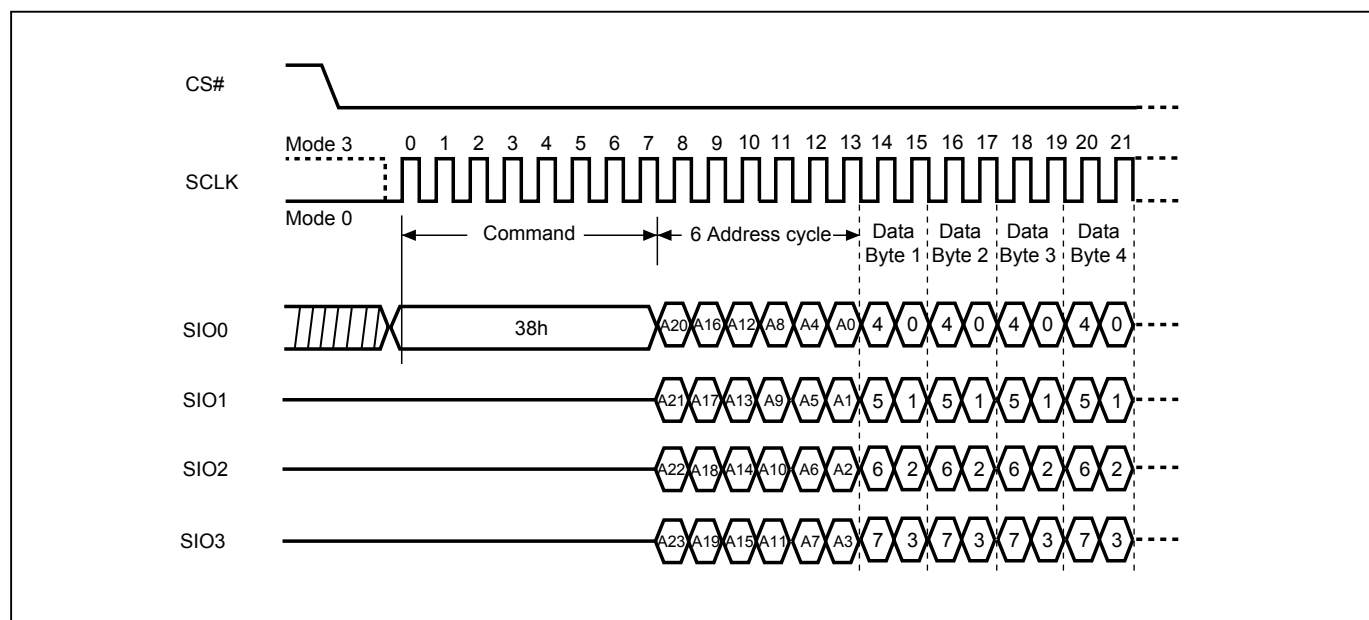 CS#
Mode 3
0 1 2 3 4 5 6 7 8 9 10 11 12 13 14 15 16 17 18 19 20 21
SCLK
Mode 0
Command
6 Address cycle
Data Byte 1
Data Byte 2
Data Byte 3
Data Byte 4
SIO0
38h
A20 A16 A12 A8 A4 A0 4 0 4 0 4 0 4 0
SIO1
A21 A17 A13 A9 A5 A1 5 1 5 1 5 1 5 1
SIO2
A22 A18 A14 A10 A6 A2 6 2 6 2 6 2 6 2
SIO3
A23 A19 A15 A11 A7 A3 7 3 7 3 7 3 7 3